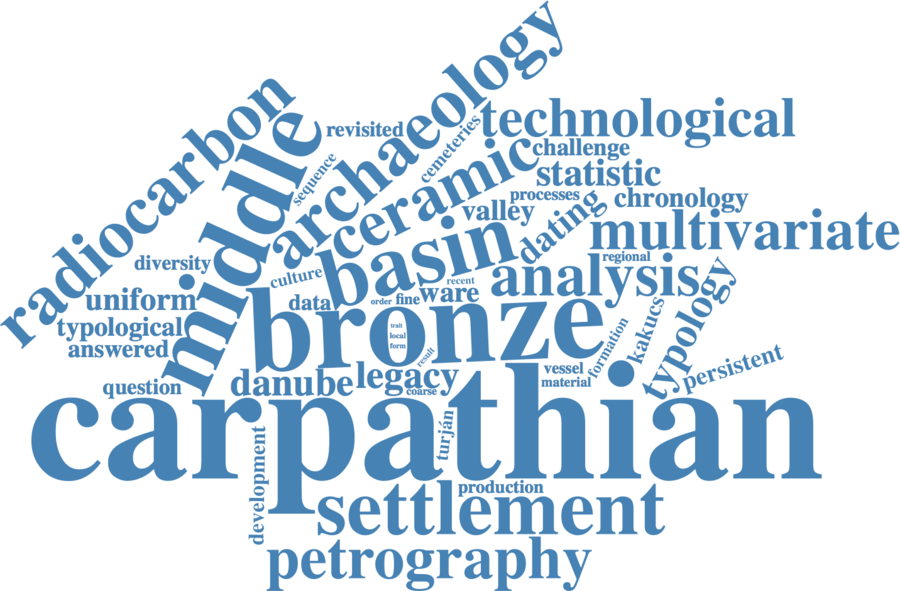 archaeology
radiocarbon
middle
revisited
sequence
cemeteries
technological
challenge
ceramic
statistic
processes
chronology
valley
dating
multivariate
basin
regional
diversity
culture
recent
analysis
uniform
data
order
fine
ware
typology
typological
bronze
trait
local
form
kakucs
formation
answered
result
persistent
question
danube
legacy
coarse
vessel
material
carpathian
turján
development
production
settlement
petrography